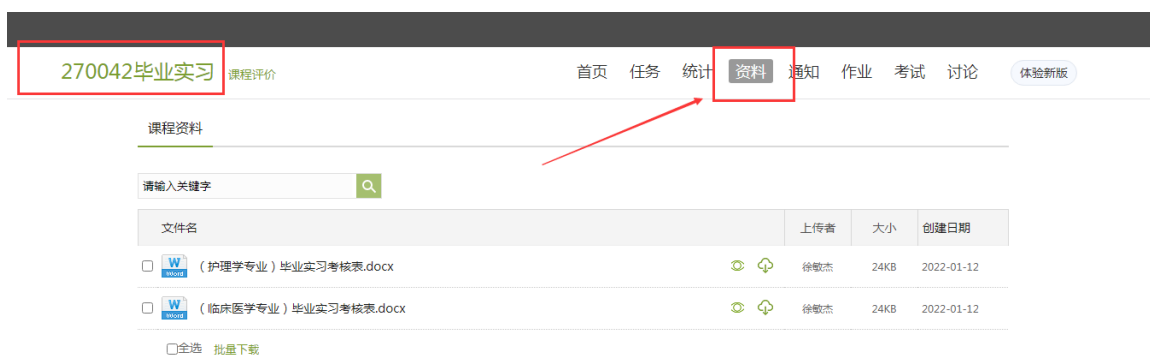 270042毕业实习 课程评价 首页 任务 统计 资料 通知 作业 考试 讨论 体验新版
课程资料
请输入关键字
文件名 上传者 大小 创建日期
W Word （护理学专业）毕业实习考核表.docx 徐敏杰 24KB 2022-01-12
W Word （临床医学专业）毕业实习考核表.docx 徐敏杰 24KB 2022-01-12
全选 批量下载